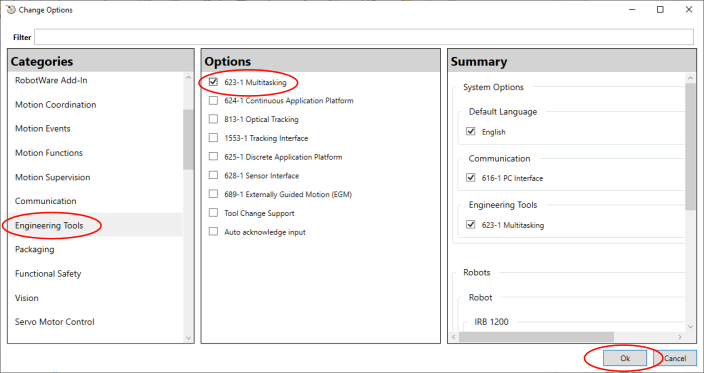 Change Options
Filter
Categories
RobotWare Add-In
Motion Coordination
Motion Events
Motion Functions
Motion Supervision
Communication
Engineering Tools
Packaging
Functional Safety
Vision
Servo Motor Control
Options
623-1 Multitasking
624-1 Continuous Application Platform
813-1 Optical Tracking
1553-1 Tracking Interface
625-1 Discrete Application Platform
628-1 Sensor Interface
689-1 Externally Guided Motion (EGM)
Tool Change Support
Auto acknowledge input
Summary
System Options
Default Language
English
Communication
616-1 PC Interface
Engineering Tools
623-1 Multitasking
Robots
Robot
IRB 1200
Ok
Cancel